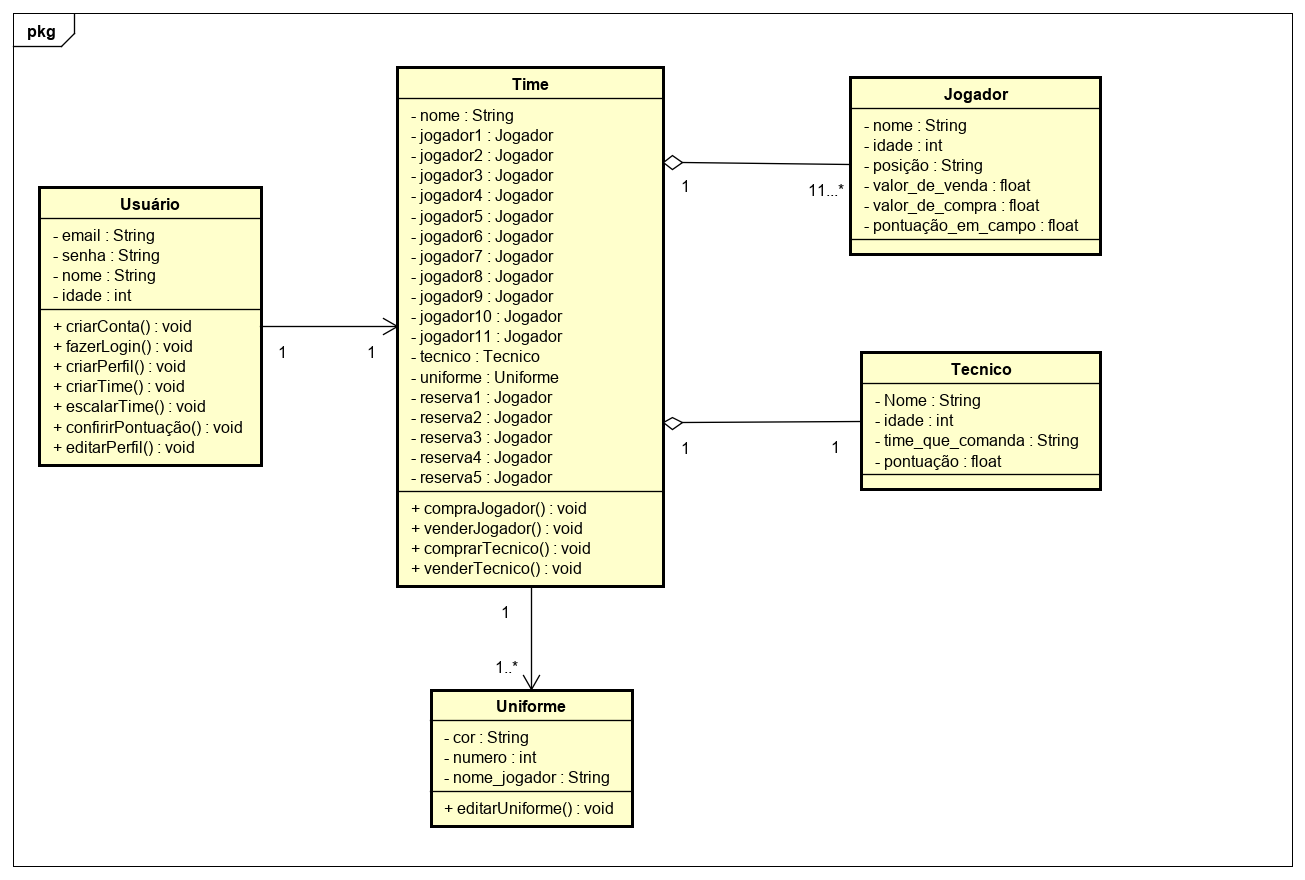 pkg
Usuário
- email : String
- senha : String
- nome : String
- idade : int
+ criarConta() : void
+ fazerLogin() : void
+ criarPerfil() : void
+ criarTime() : void
+ escalarTime() : void
+ confirirPontuação() : void
+ editarPerfil() : void
1
1
Time
- nome : String
- jogador1 : Jogador
- jogador2 : Jogador
- jogador3 : Jogador
- jogador4 : Jogador
- jogador5 : Jogador
- jogador6 : Jogador
- jogador7 : Jogador
- jogador8 : Jogador
- jogador9 : Jogador
- jogador10 : Jogador
- jogador11 : Jogador
- tecnico : Tecnico
- uniforme : Uniforme
- reserva1 : Jogador
- reserva2 : Jogador
- reserva3 : Jogador
- reserva4 : Jogador
- reserva5 : Jogador
+ compraJogador() : void
+ venderJogador() : void
+ comprarTecnico() : void
+ venderTecnico() : void
1
11...*
Jogador
- nome : String
- idade : int
- posição : String
- valor_de_venda : float
- valor_de_compra : float
- pontuação_em_campo : float
1
1
Tecnico
- Nome : String
- idade : int
- time_que_comanda : String
- pontuação : float
1
1..*
Uniforme
- cor : String
- numero : int
- nome_jogador : String
+ editarUniforme() : void